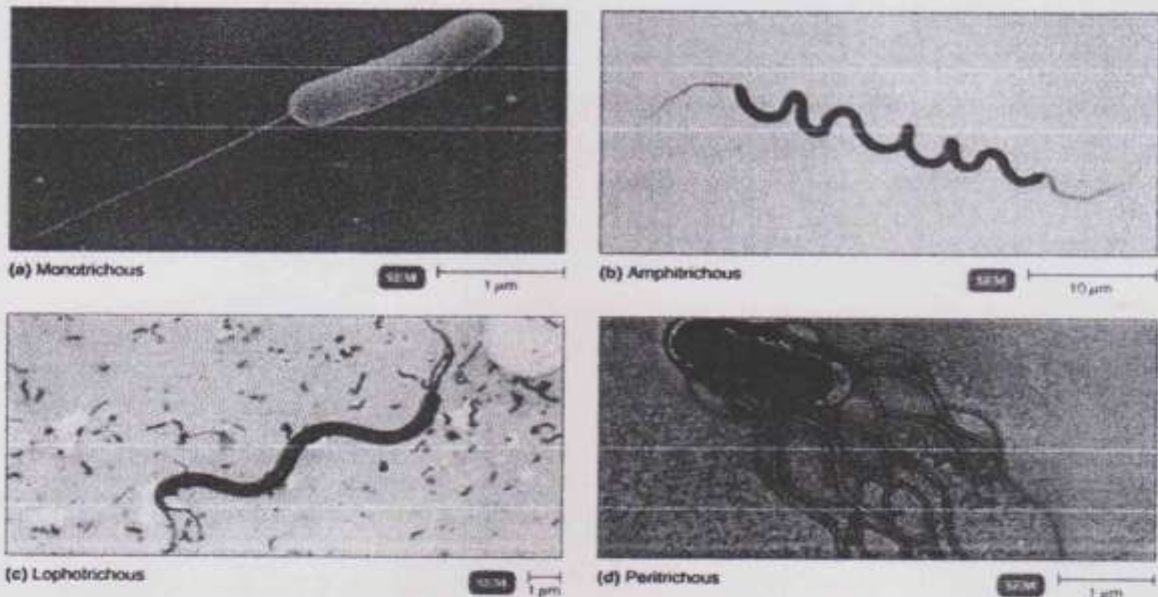 (a) Monotrichous
SEM
1 µm
(b) Amphitrichous
SEM
10 µm
(c) Lophotrichous
SEM
1 µm
(d) Peritrichous
SEM
1 µm